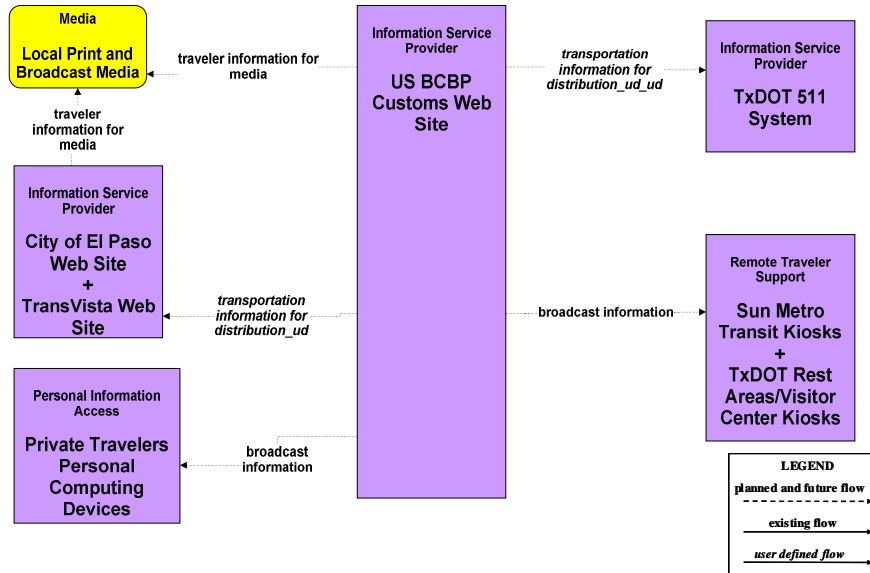 Media
Local Print and
Broadcast Media
traveler information for
media
Information Service
Provider
US BCBP
Customs Web
Site
transportation
information for
distribution_ud_ud
Information Service
Provider
TxDOT 511
System
traveler
information for
media
Information Service
Provider
City of El Paso
Web Site
+
TransVista Web
Site
transportation
information for
distribution_ud
broadcast information
Remote Traveler
Support
Sun Metro
Transit Kiosks
+
TxDOT Rest
Areas/Visitor
Center Kiosks
Personal Information
Access
Private Travelers
Personal
Computing
Devices
broadcast
information
LEGEND
planned and future flow
existing flow
user defined flow